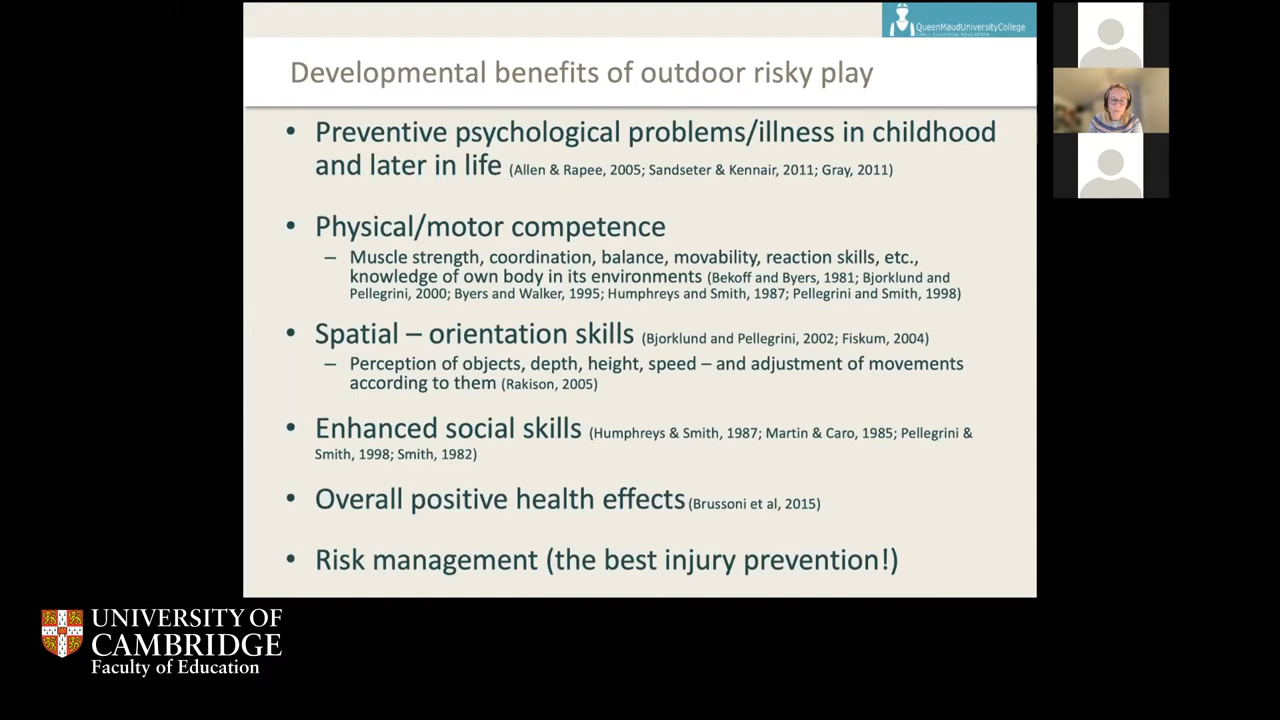 QueenMaudUniversityCollege
Developmental benefits of outdoor risky play
• Preventive psychological problems/illness in childhood
and later in life (Allen & Rapee, 2005; Sandseter & Kennair, 2011; Gray, 2011)
• Physical/motor competence
– Muscle strength, coordination, balance, movability, reaction skills, etc.,
knowledge of own body in its environments (Bekoff and Byers, 1981; Bjorklund and
Pellegrini, 2000; Byers and Walker, 1995; Humphreys and Smith, 1987; Pellegrini and Smith, 1998)
• Spatial – orientation skills (Bjorklund and Pellegrini, 2002; Fiskum, 2004)
– Perception of objects, depth, height, speed – and adjustment of movements
according to them (Rakison, 2005)
• Enhanced social skills (Humphreys & Smith, 1987; Martin & Caro, 1985; Pellegrini &
Smith, 1998; Smith, 1982)
• Overall positive health effects (Brussoni et al, 2015)
• Risk management (the best injury prevention!)
UNIVERSITY OF
CAMBRIDGE
Faculty of Education